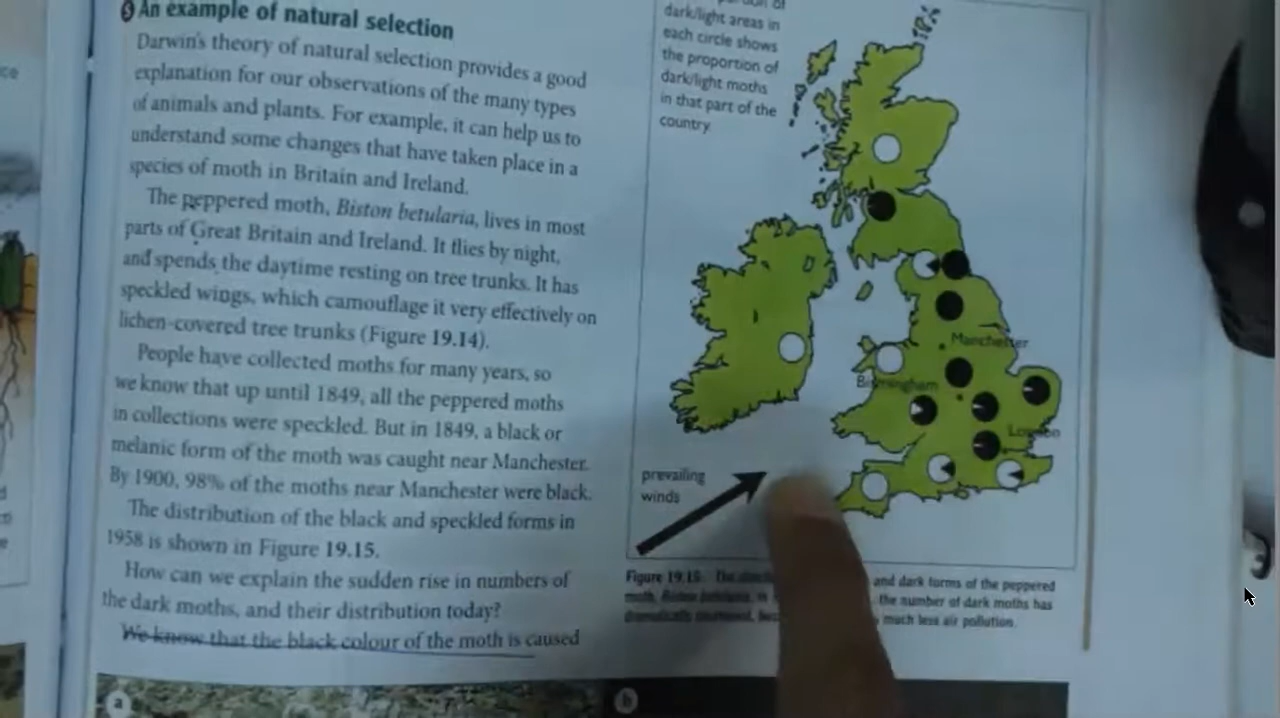 An example of natural selection
Darwin's theory of natural selection provides a good
explanation for our observations of the many types
of animals and plants. For example, it can help us to
understand some changes that have taken place in a
species of moth in Britain and Ireland.
The peppered moth, Biston betularia, lives in most
parts of Great Britain and Ireland. It flies by night,
and spends the daytime resting on tree trunks. It has
speckled wings, which camouflage it very effectively on
lichen-covered tree trunks (Figure 19.14).
People have collected moths for many years, so
we know that up until 1849, all the peppered moths
in collections were speckled. But in 1849, a black or
melanic form of the moth was caught near Manchester.
By 1900, 98% of the moths near Manchester were black.
The distribution of the black and speckled forms in
1958 is shown in Figure 19.15.
How can we explain the sudden rise in numbers of
the dark moths, and their distribution today?
We know that the black colour of the moth is caused
a
dark/light areas in
each circle shows
the proportion of
dark/light moths
in that part of the
country
Manchester
Birmingham
London
prevailing
winds
Figure 19.15 The and dark forms of the peppered
moth, Biston betularia, the number of dark moths has
dramatically much less air pollution.
b